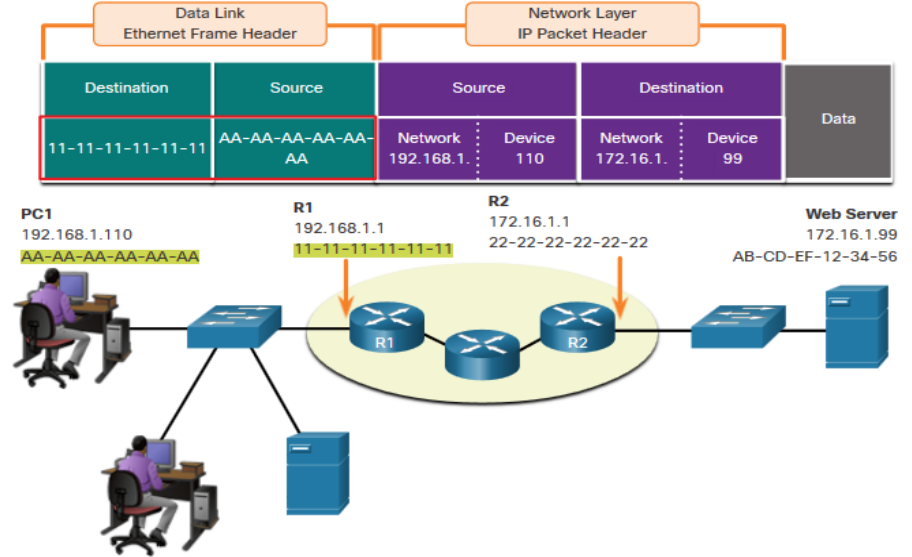 Data Link
Ethernet Frame Header
Network Layer
IP Packet Header
Destination
Source
Source
Destination
Data
11-11-11-11-11-11
AA-AA-AA-AA-AA-
AA
Network
192.168.1.
Device
110
Network
172.16.1.
Device
99
PC1
192.168.1.110
AA-AA-AA-AA-AA-AA
R1
192.168.1.1
11-11-11-11-11-11
R2
172.16.1.1
22-22-22-22-22-22
Web Server
172.16.1.99
AB-CD-EF-12-34-56
R1
R2